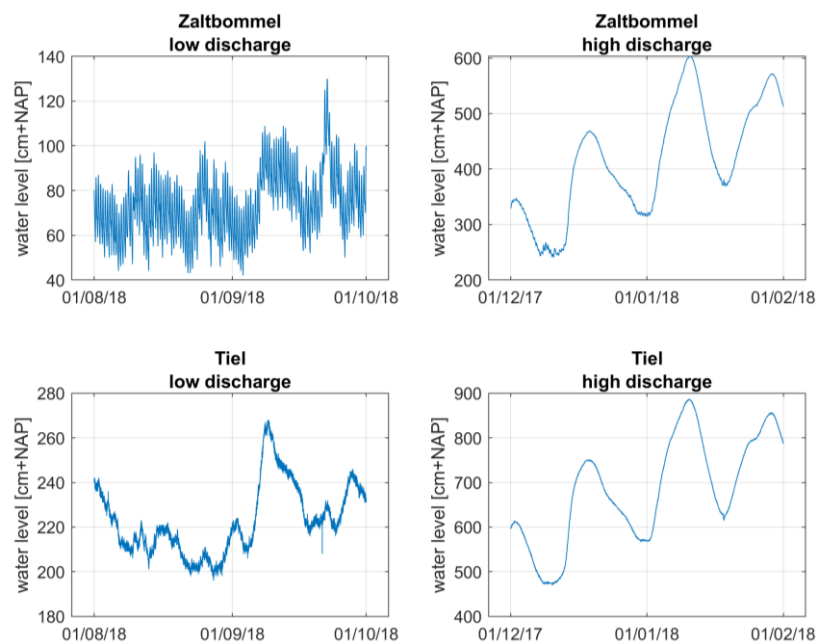 Zaltbommel
low discharge
water level [cm+NAP]
140
120
100
80
60
40
01/08/18
01/09/18
01/10/18
Zaltbommel
high discharge
water level [cm+NAP]
600
500
400
300
200
01/12/17
01/01/18
01/02/18
Tiel
low discharge
water level [cm+NAP]
280
260
240
220
200
180
01/08/18
01/09/18
01/10/18
Tiel
high discharge
water level [cm+NAP]
900
800
700
600
500
400
01/12/17
01/01/18
01/02/18